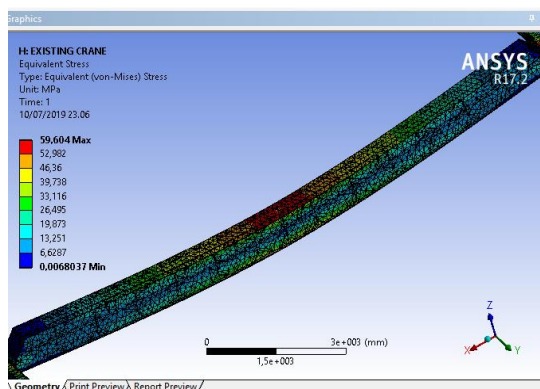 Graphics
H: EXISTING CRANE
Equivalent Stress
Type: Equivalent (von-Mises) Stress
Unit: MPa
Time: 1
10/07/2019 23.06
ANSYS
R17.2
59,604 Max
52,982
46,36
39,738
33,116
26,495
19,873
13,251
6,6287
0,0068037 Min
0
3e+003 (mm)
1,5e+003
Z
X
Y
Geometry / Print Preview \ Report Preview /